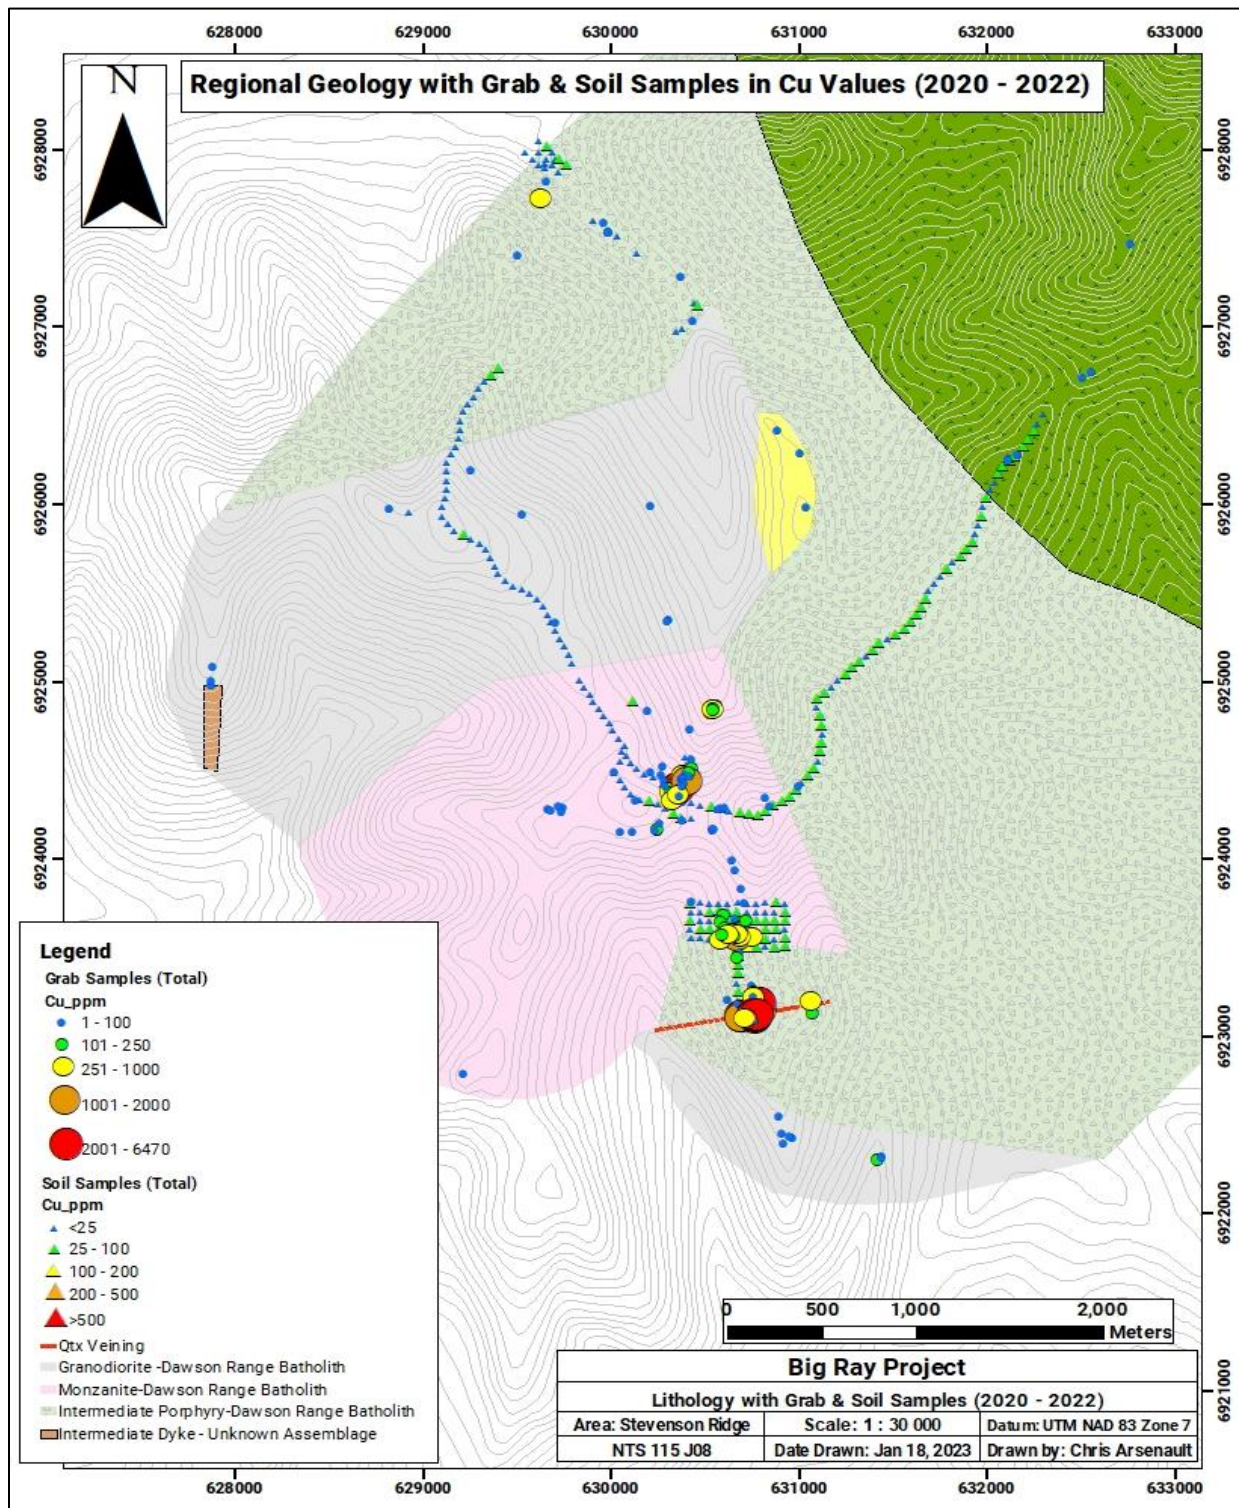 628000 629000 630000 631000 632000 633000
N
Regional Geology with Grab & Soil Samples in Cu Values (2020 - 2022)
6928000 6928000
6927000 6927000
6926000 6926000
6925000 6925000
6924000 6924000
6923000
6922000
6921000
Legend
Grab Samples (Total)
Cu_ppm
1 - 100
101 - 250
251 - 1000
1001 - 2000
2001 - 6470
Soil Samples (Total)
Cu_ppm
<25
25 - 100
100 - 200
200 - 500
>500
Qtx Veining
Granodiorite -Dawson Range Batholith
Monzanite-Dawson Range Batholith
Intermediate Porphyry-Dawson Range Batholith
Intermediate Dyke - Unknown Assemblage
0 500 1,000 2,000
Meters
Big Ray Project
Lithology with Grab & Soil Samples (2020 - 2022)
Area: Stevenson Ridge Scale: 1 : 30 000 Datum: UTM NAD 83 Zone 7
NTS 115 J08 Date Drawn: Jan 18, 2023 Drawn by: Chris Arsenault
628000 629000 630000 631000 632000 633000